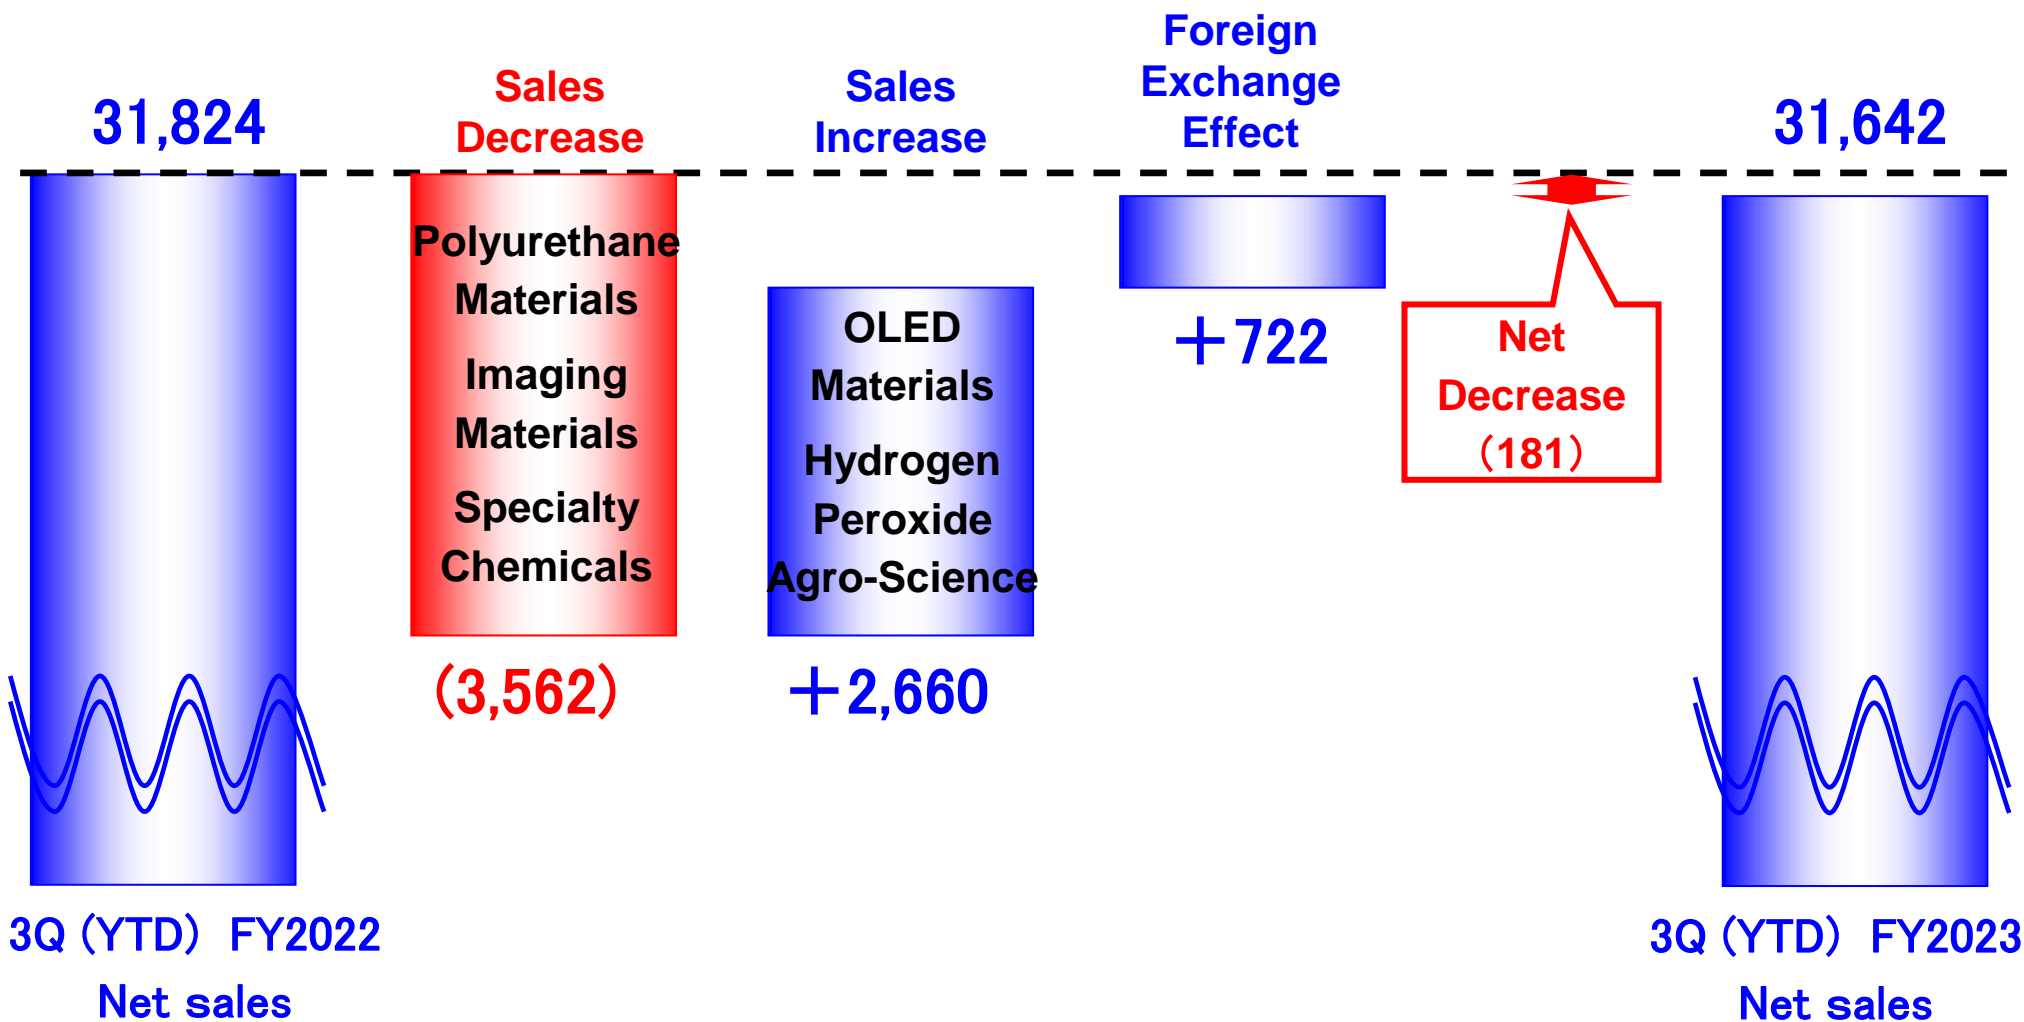 31,824
Sales
Decrease
Sales
Increase
Foreign
Exchange
Effect
31,642
Polyurethane
Materials
Imaging
Materials
Specialty
Chemicals
(3,562)
OLED
Materials
Hydrogen
Peroxide
Agro-Science
＋2,660
＋722
Net
Decrease
（181）
3Q (YTD) FY2022
Net sales
3Q (YTD) FY2023
Net sales